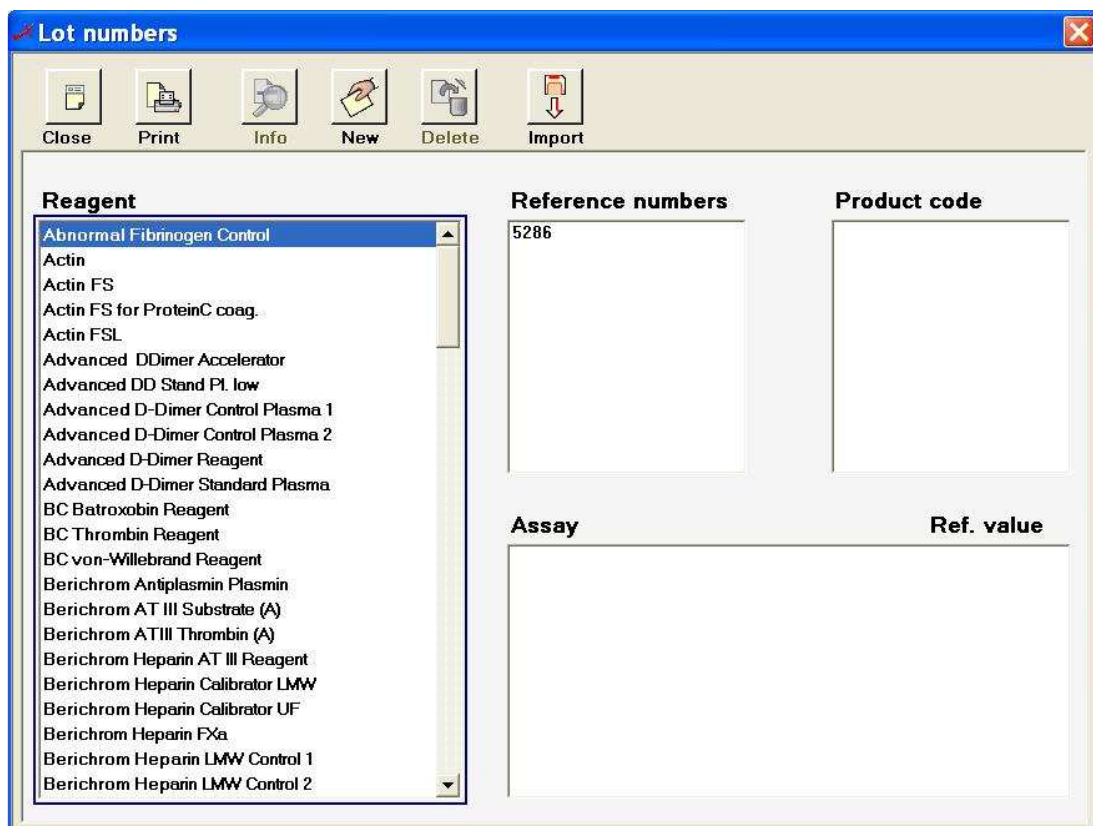 Lot numbers
Close Print Info New Delete Import
Reagent
Abnormal Fibrinogen Control
Actin
Actin FS
Actin FS for ProteinC coag.
Actin FSL
Advanced DDimer Accelerator
Advanced DD Stand Pl. low
Advanced D-Dimer Control Plasma 1
Advanced D-Dimer Control Plasma 2
Advanced D-Dimer Reagent
Advanced D-Dimer Standard Plasma
BC Batroxobin Reagent
BC Thrombin Reagent
BC von-Willebrand Reagent
Berichrom Antiplasmin Plasmin
Berichrom AT III Substrate (A)
Berichrom ATIII Thrombin (A)
Berichrom Heparin AT III Reagent
Berichrom Heparin Calibrator LMW
Berichrom Heparin Calibrator UF
Berichrom Heparin FXa
Berichrom Heparin LMW Control 1
Berichrom Heparin LMW Control 2
Reference numbers
5286
Product code
Assay Ref. value